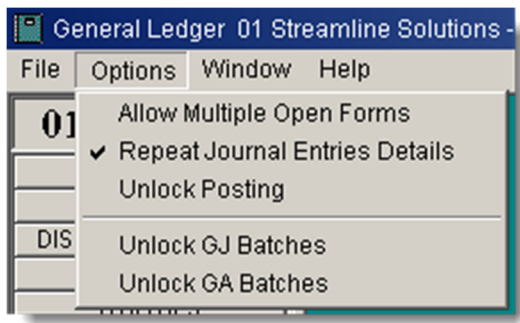 General Ledger 01 Streamline Solutions -
File Options Window Help
01
Allow Multiple Open Forms
✓ Repeat Journal Entries Details
Unlock Posting
DIS
Unlock GJ Batches
Unlock GA Batches